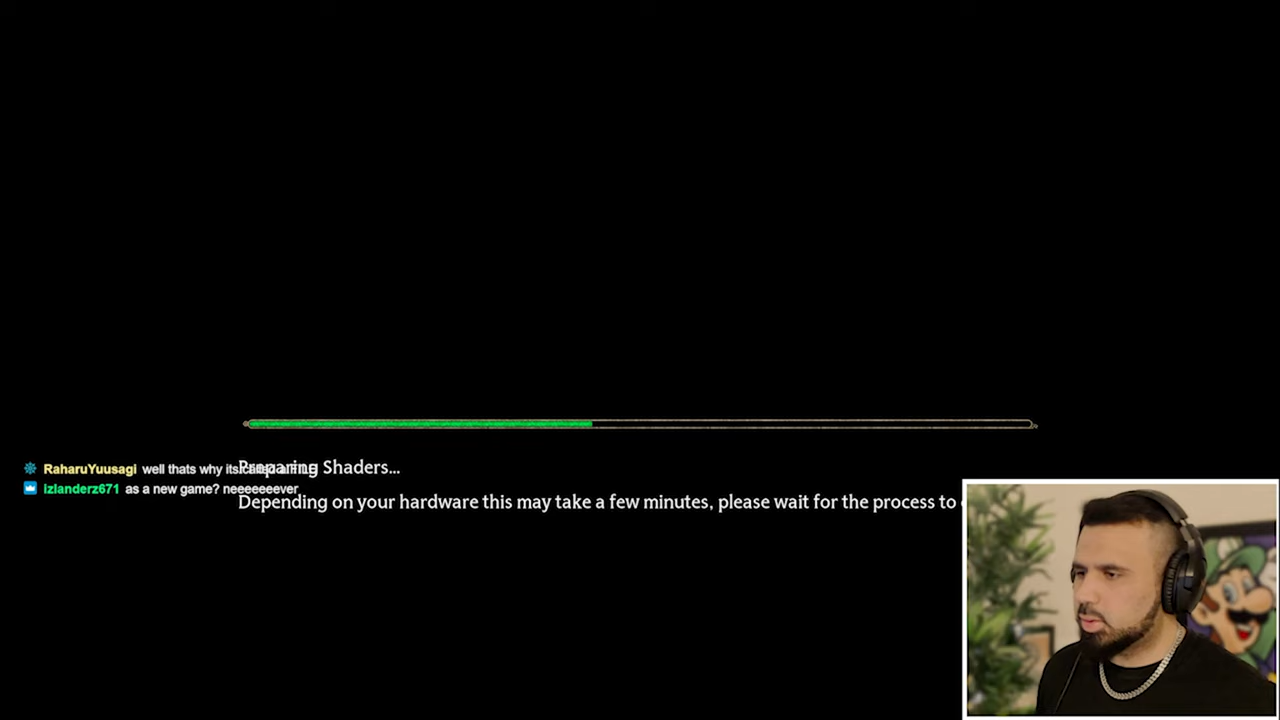 Preparing Shaders...
RaharuYuusagi well thats why its
izlanderz671 as a new game? neeeeeeever
Depending on your hardware this may take a few minutes, please wait for the process to